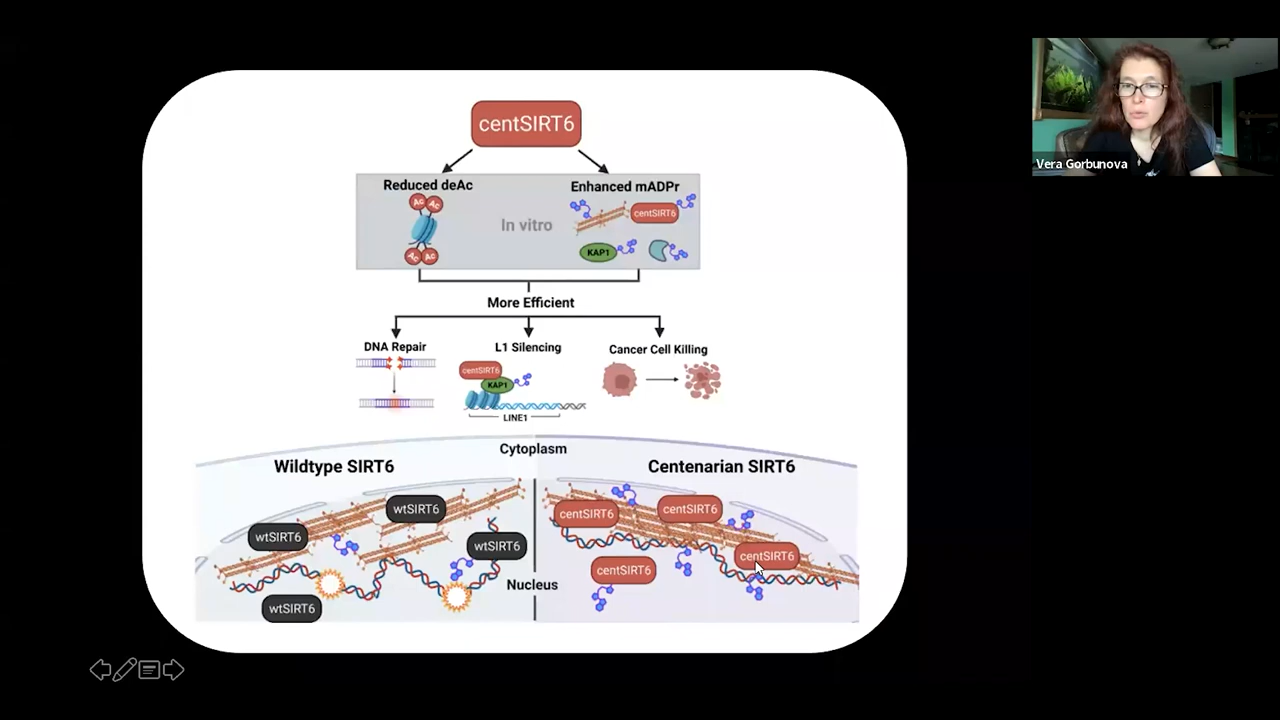 centSIRT6
Vera Gorbunova
Reduced deAc
Enhanced mADPr
Ac Ac
In vitro
centSIRT6
KAP1
Ac Ac
More Efficient
DNA Repair
L1 Silencing
Cancer Cell Killing
centSIRT6
KAP1
LINE1
Cytoplasm
Wildtype SIRT6
Centenarian SIRT6
wtSIRT6
wtSIRT6
wtSIRT6
wtSIRT6
centSIRT6
centSIRT6
centSIRT6
centSIRT6
Nucleus